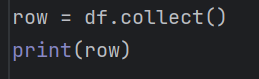 row = df.collect()
print(row)